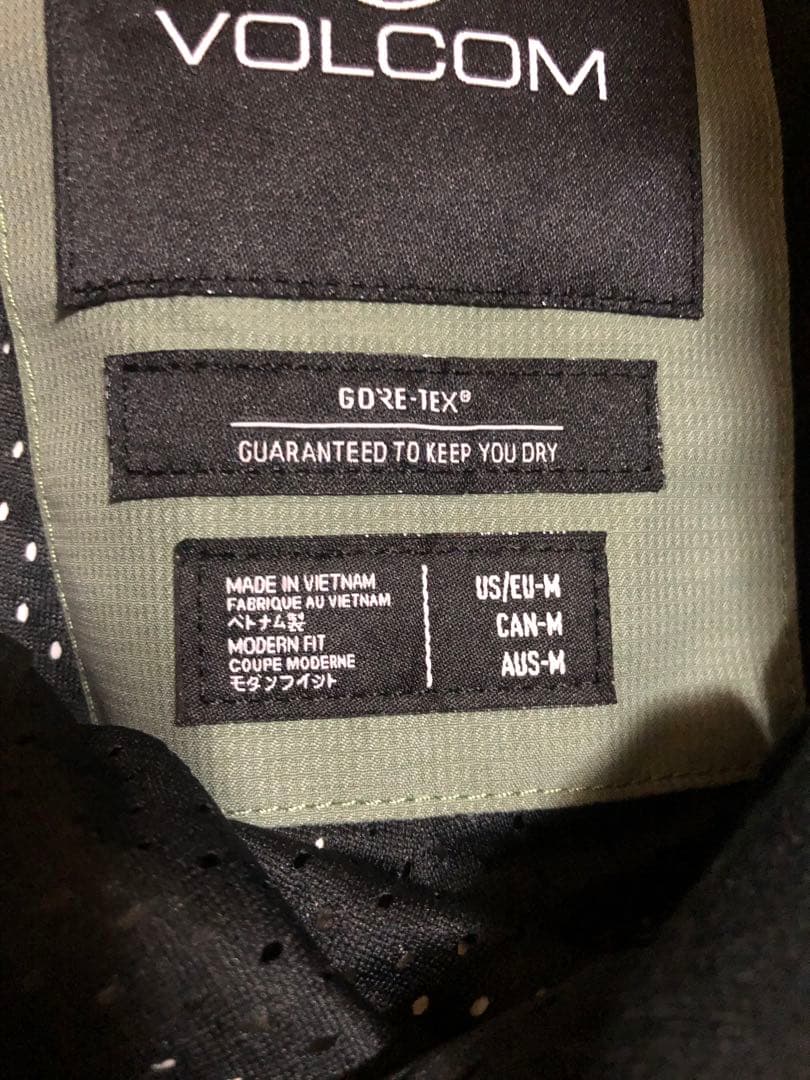 VOLCOM
GORE-TEX®
GUARANTEED TO KEEP YOU DRY
MADE IN VIETNAM
FABRIQUE AU VIETNAM
ベトナム製
MODERN FIT
COUPE MODERNE
モダンフィット
US/EU-M
CAN-M
AUS-M